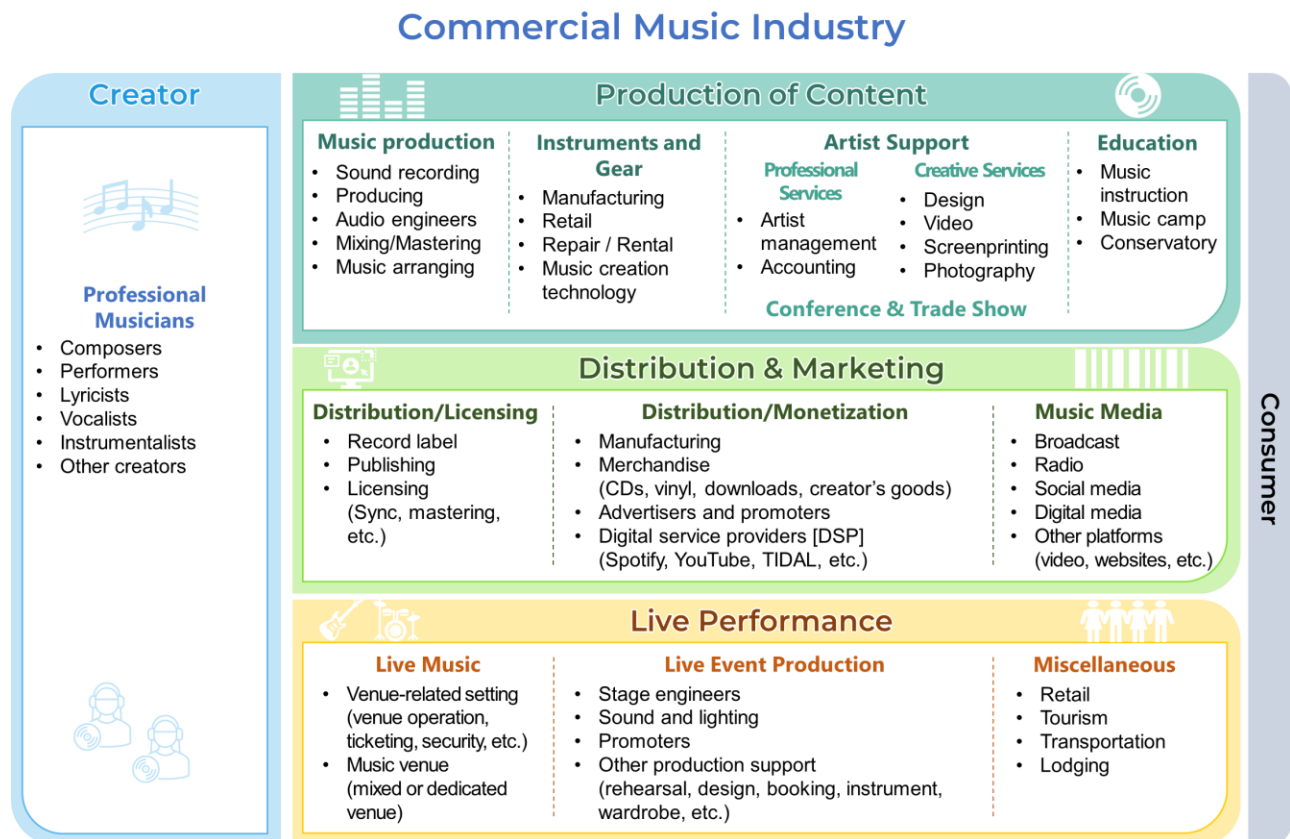 Commercial Music Industry
Creator
Professional
Musicians
• Composers
• Performers
• Lyricists
• Vocalists
• Instrumentalists
• Other creators
Production of Content
Music production
• Sound recording
• Producing
• Audio engineers
• Mixing/Mastering
• Music arranging
Instruments and
Gear
• Manufacturing
• Retail
• Repair / Rental
• Music creation
technology
Artist Support
Professional
Services
• Artist
management
• Accounting
Creative Services
• Design
• Video
• Screenprinting
• Photography
Conference & Trade Show
Education
• Music
instruction
• Music camp
• Conservatory
Distribution & Marketing
Distribution/Licensing
• Record label
• Publishing
• Licensing
(Sync, mastering,
etc.)
Distribution/Monetization
• Manufacturing
• Merchandise
(CDs, vinyl, downloads, creator’s goods)
• Advertisers and promoters
• Digital service providers [DSP]
(Spotify, YouTube, TIDAL, etc.)
Music Media
• Broadcast
• Radio
• Social media
• Digital media
• Other platforms
(video, websites, etc.)
Live Performance
Live Music
• Venue-related setting
(venue operation,
ticketing, security, etc.)
• Music venue
(mixed or dedicated
venue)
Live Event Production
• Stage engineers
• Sound and lighting
• Promoters
• Other production support
(rehearsal, design, booking, instrument,
wardrobe, etc.)
Miscellaneous
• Retail
• Tourism
• Transportation
• Lodging
Consumer